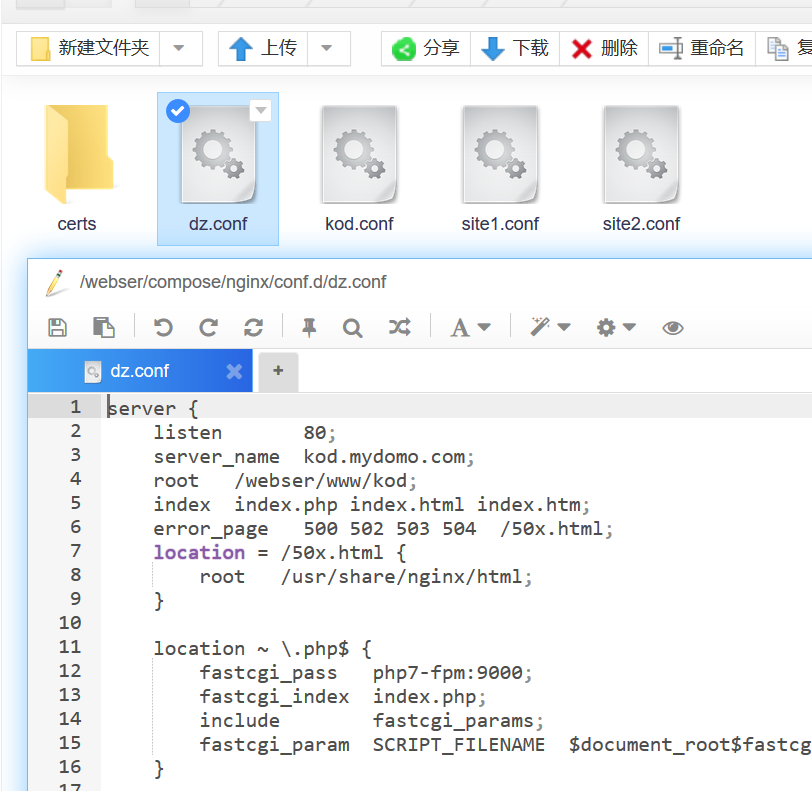 新建文件夹 上传 分享 下载 删除 重命名
certs dz.conf kod.conf site1.conf site2.conf
/webser/compose/nginx/conf.d/dz.conf
dz.conf
1 server {
2 listen 80;
3 server_name kod.mydomo.com;
4 root /webser/www/kod;
5 index index.php index.html index.htm;
6 error_page 500 502 503 504 /50x.html;
7 location = /50x.html {
8 root /usr/share/nginx/html;
9 }
10
11 location ~ \.php$ {
12 fastcgi_pass php7-fpm:9000;
13 fastcgi_index index.php;
14 include fastcgi_params;
15 fastcgi_param SCRIPT_FILENAME $document_root$fastcg
16 }
17